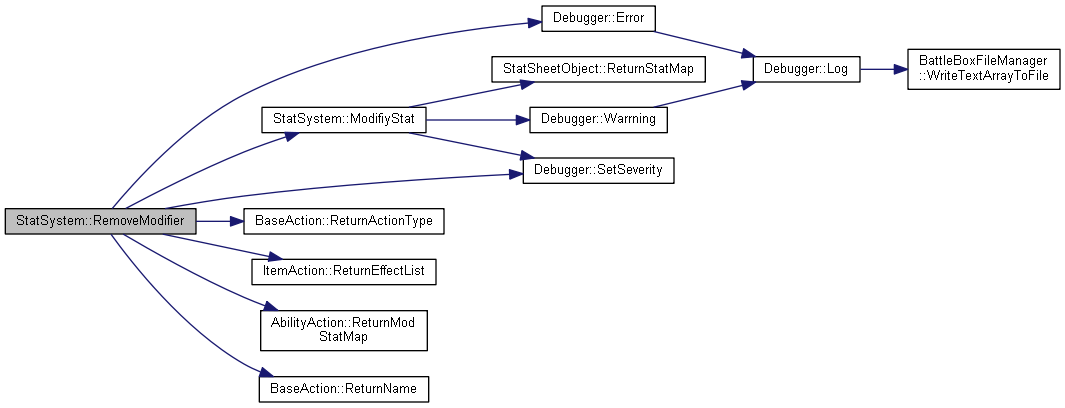 Debugger::Error
StatSheetObject::ReturnStatMap
Debugger::Log
BattleBoxFileManager
::WriteTextArrayToFile
StatSystem::ModifiyStat
Debugger::Warrning
Debugger::SetSeverity
StatSystem::RemoveModifier
BaseAction::ReturnActionType
ItemAction::ReturnEffectList
AbilityAction::ReturnMod
StatMap
BaseAction::ReturnName